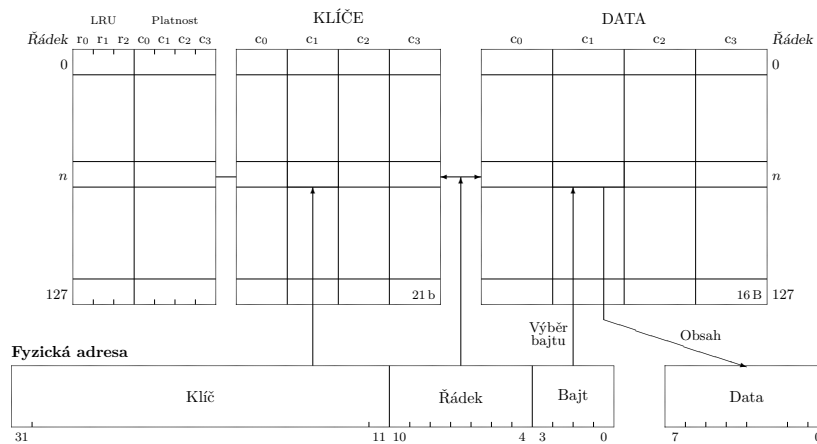 KLÍČE DATA
LRU Platnost
Řádek r0 r1 r2 c0 c1 c2 c3 c0 c1 c2 c3 c0 c1 c2 c3 Řádek
0 0
n n
127 21 b 16 B 127
Výběr
bajtu
Obsah
Fyzická adresa
Klíč Řádek Bajt Data
31 11 10 4 3 0 7 0